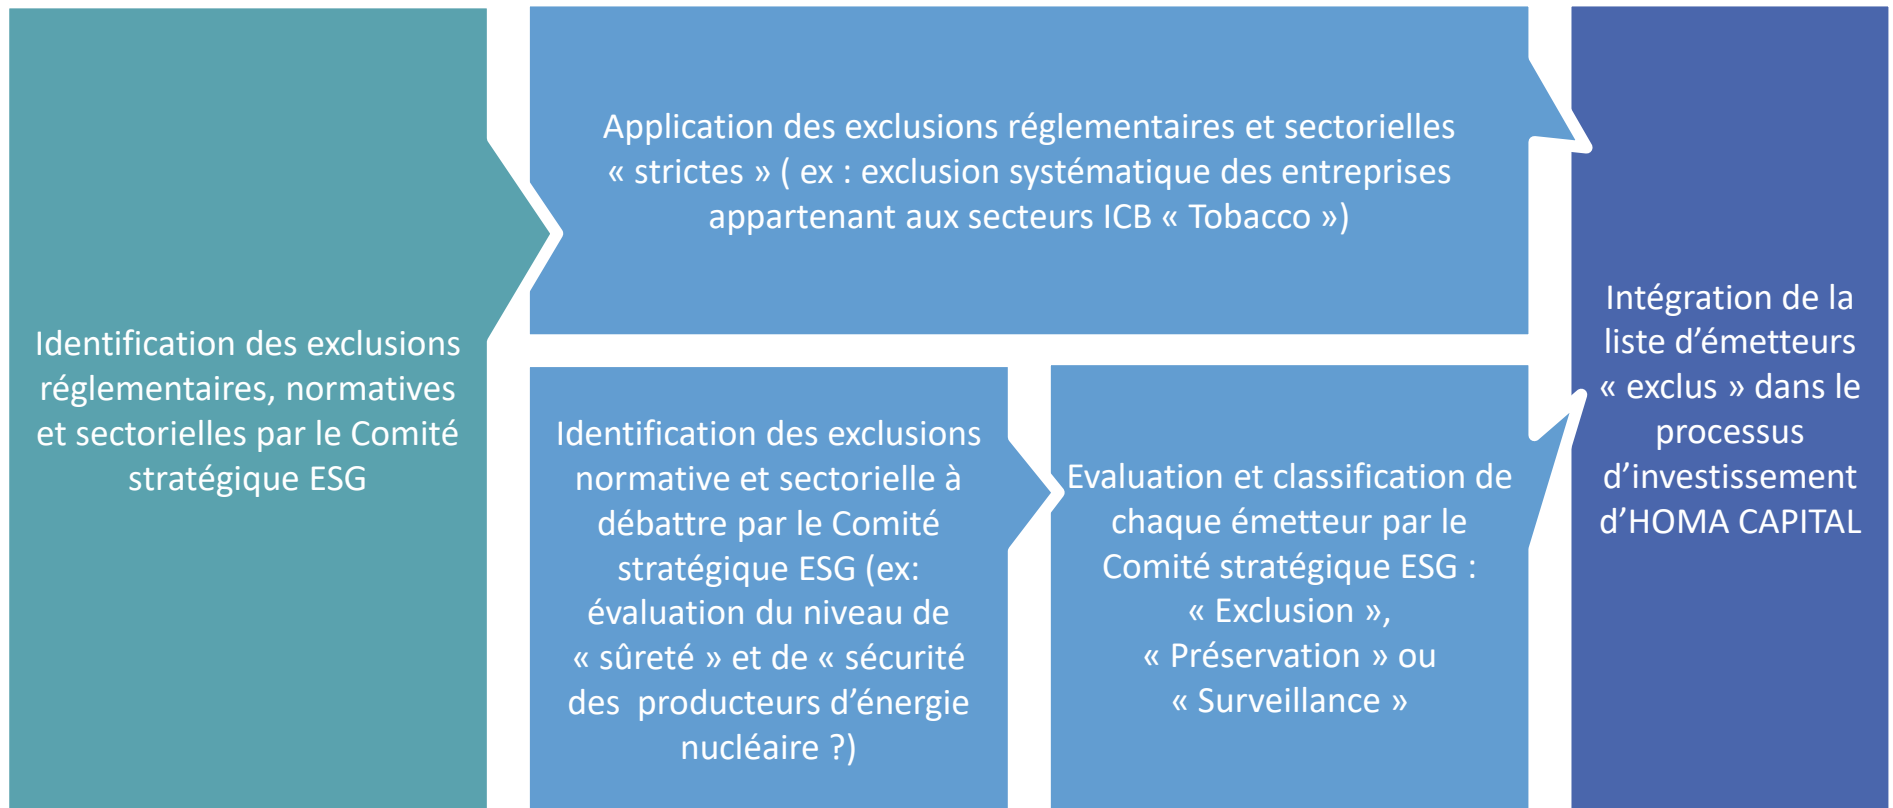 Identification des exclusions
réglementaires, normatives
et sectorielles par le Comité
stratégique ESG
Application des exclusions réglementaires et sectorielles
« strictes » ( ex : exclusion systématique des entreprises
appartenant aux secteurs ICB « Tobacco »)
Identification des exclusions
normative et sectorielle à
débattre par le Comité
stratégique ESG (ex:
évaluation du niveau de
« sûreté » et de « sécurité
des  producteurs d’énergie
nucléaire ?)
Evaluation et classification de
chaque émetteur par le
Comité stratégique ESG :
« Exclusion »,
« Préservation » ou
« Surveillance »
Intégration de la
liste d’émetteurs
« exclus » dans le
processus
d’investissement
d’HOMA CAPITAL